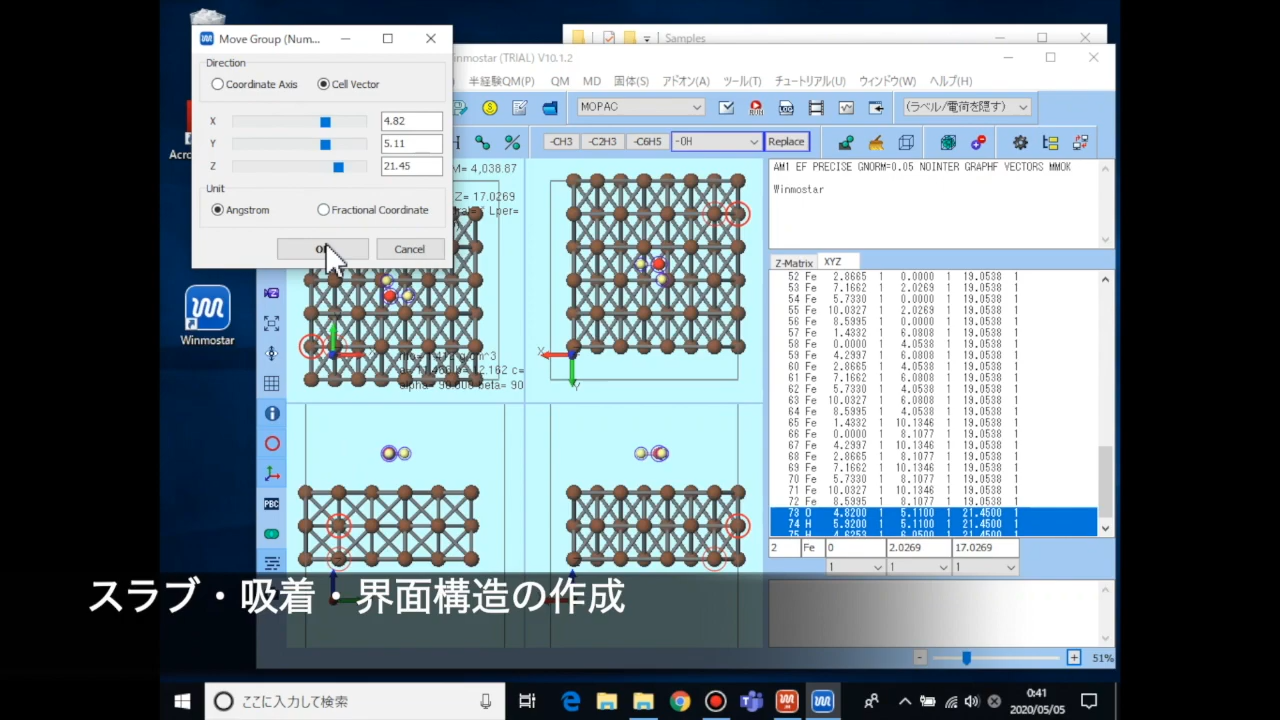 Move Group (Num...
Samples
Direction
Coordinate Axis
Cell Vector
X
4.82
Y
5.11
Z
21.45
Unit
Angstrom
Fractional Coordinate
Cancel
inmostar (TRIAL) V10.1.2
半経験QM(P)
QM
MD
固体(S)
アドオン(A)
ツール(T)
チュートリアル(U)
ウィンドウ(W)
ヘルプ(H)
MOPAC
(ラベル/電荷を隠す)
-CH3
-C2H3
-C6H5
-OH
Replace
M= 4,038.87
Z= 17.0269
Lper=
AM1 EF PRECISE GNORM=0.05 NOINTER GRAPHF VECTORS MMOK
Winmostar
Z-Matrix
XYZ
52 Fe 2.8665 1 0.0000 1 19.0538 1
53 Fe 7.1662 1 2.0269 1 19.0538 1
54 Fe 5.7330 1 0.0000 1 19.0538 1
55 Fe 10.0327 1 2.0269 1 19.0538 1
56 Fe 8.5995 1 0.0000 1 19.0538 1
57 Fe 1.4332 1 6.0808 1 19.0538 1
58 Fe 0.0000 1 4.0538 1 19.0538 1
59 Fe 4.2997 1 6.0808 1 19.0538 1
60 Fe 2.8665 1 4.0538 1 19.0538 1
61 Fe 7.1662 1 6.0808 1 19.0538 1
62 Fe 5.7330 1 4.0538 1 19.0538 1
63 Fe 10.0327 1 6.0808 1 19.0538 1
64 Fe 8.5995 1 4.0538 1 19.0538 1
65 Fe 1.4332 1 10.1346 1 19.0538 1
66 Fe 0.0000 1 8.1077 1 19.0538 1
67 Fe 4.2997 1 10.1346 1 19.0538 1
68 Fe 2.8665 1 8.1077 1 19.0538 1
69 Fe 7.1662 1 10.1346 1 19.0538 1
70 Fe 5.7330 1 8.1077 1 19.0538 1
71 Fe 10.0327 1 10.1346 1 19.0538 1
72 Fe 8.5995 1 8.1077 1 19.0538 1
73 O 4.8200 1 5.1100 1 21.4500 1
74 H 5.9200 1 5.1100 1 21.4500 1
75 H 4.6253 1 6.0500 1 21.4500 1
2 Fe 0 2.0269 17.0269
1 1 1
X
Y
PBC
Winmostar
スラブ・吸着・界面構造の作成
51%
ここに入力して検索
0:41
2020/05/05